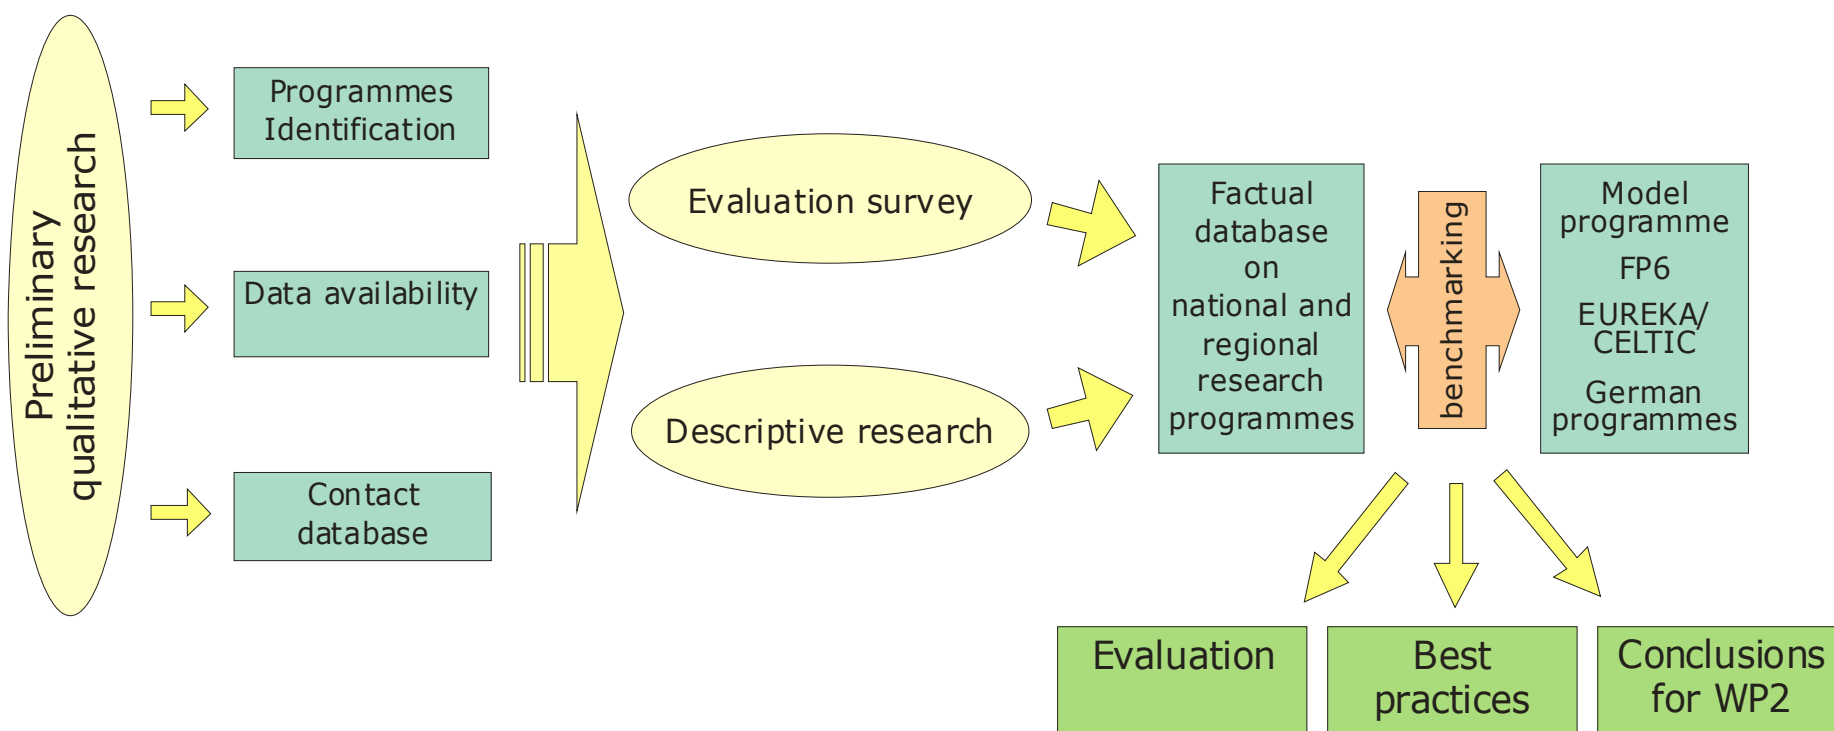 Preliminary
qualitative research
Programmes
Identification
Data availability
Contact
database
Evaluation survey
Descriptive research
Factual
database
on
national and
regional
research
programmes
benchmarking
Model
programme
FP6
EUREKA/
CELTIC
German
programmes
Evaluation
Best
practices
Conclusions
for WP2